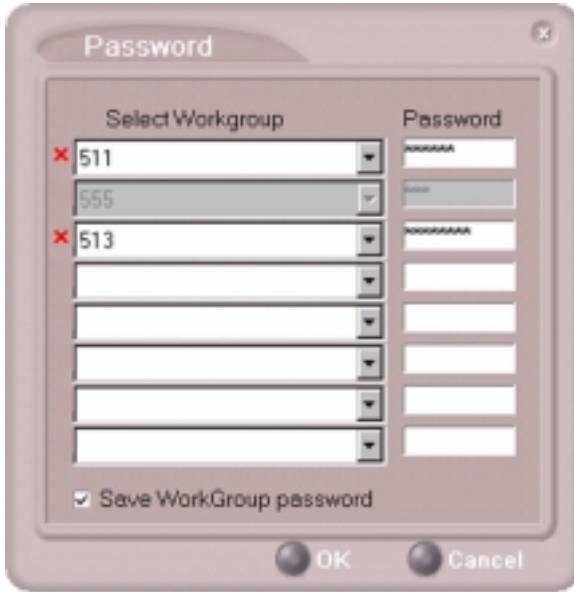 Password
Select Workgroup Password
511 ******
555 ***
513 ********
Save WorkGroup password
OK Cancel